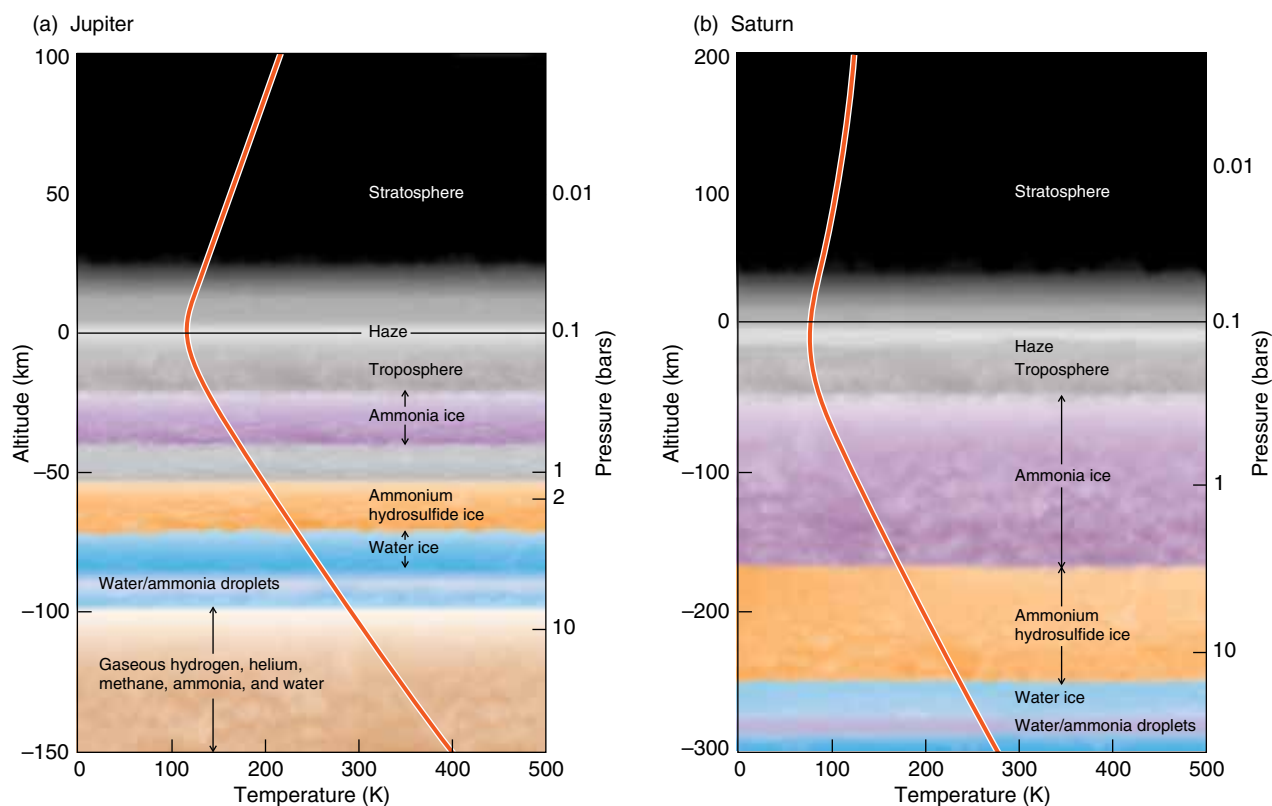 (a) Jupiter
100
50
0
–50
–100
–150
Altitude (km)
Stratosphere
Haze
Troposphere
Ammonia ice
Ammonium
hydrosulfide ice
Water ice
Water/ammonia droplets
Gaseous hydrogen, helium,
methane, ammonia, and water
0.01
0.1
1
2
10
Pressure (bars)
0 100 200 300 400 500
Temperature (K)
(b) Saturn
200
100
0
–100
–200
–300
Altitude (km)
Stratosphere
Haze
Troposphere
Ammonia ice
Ammonium
hydrosulfide ice
Water ice
Water/ammonia droplets
0.01
0.1
1
10
Pressure (bars)
0 100 200 300 400 500
Temperature (K)